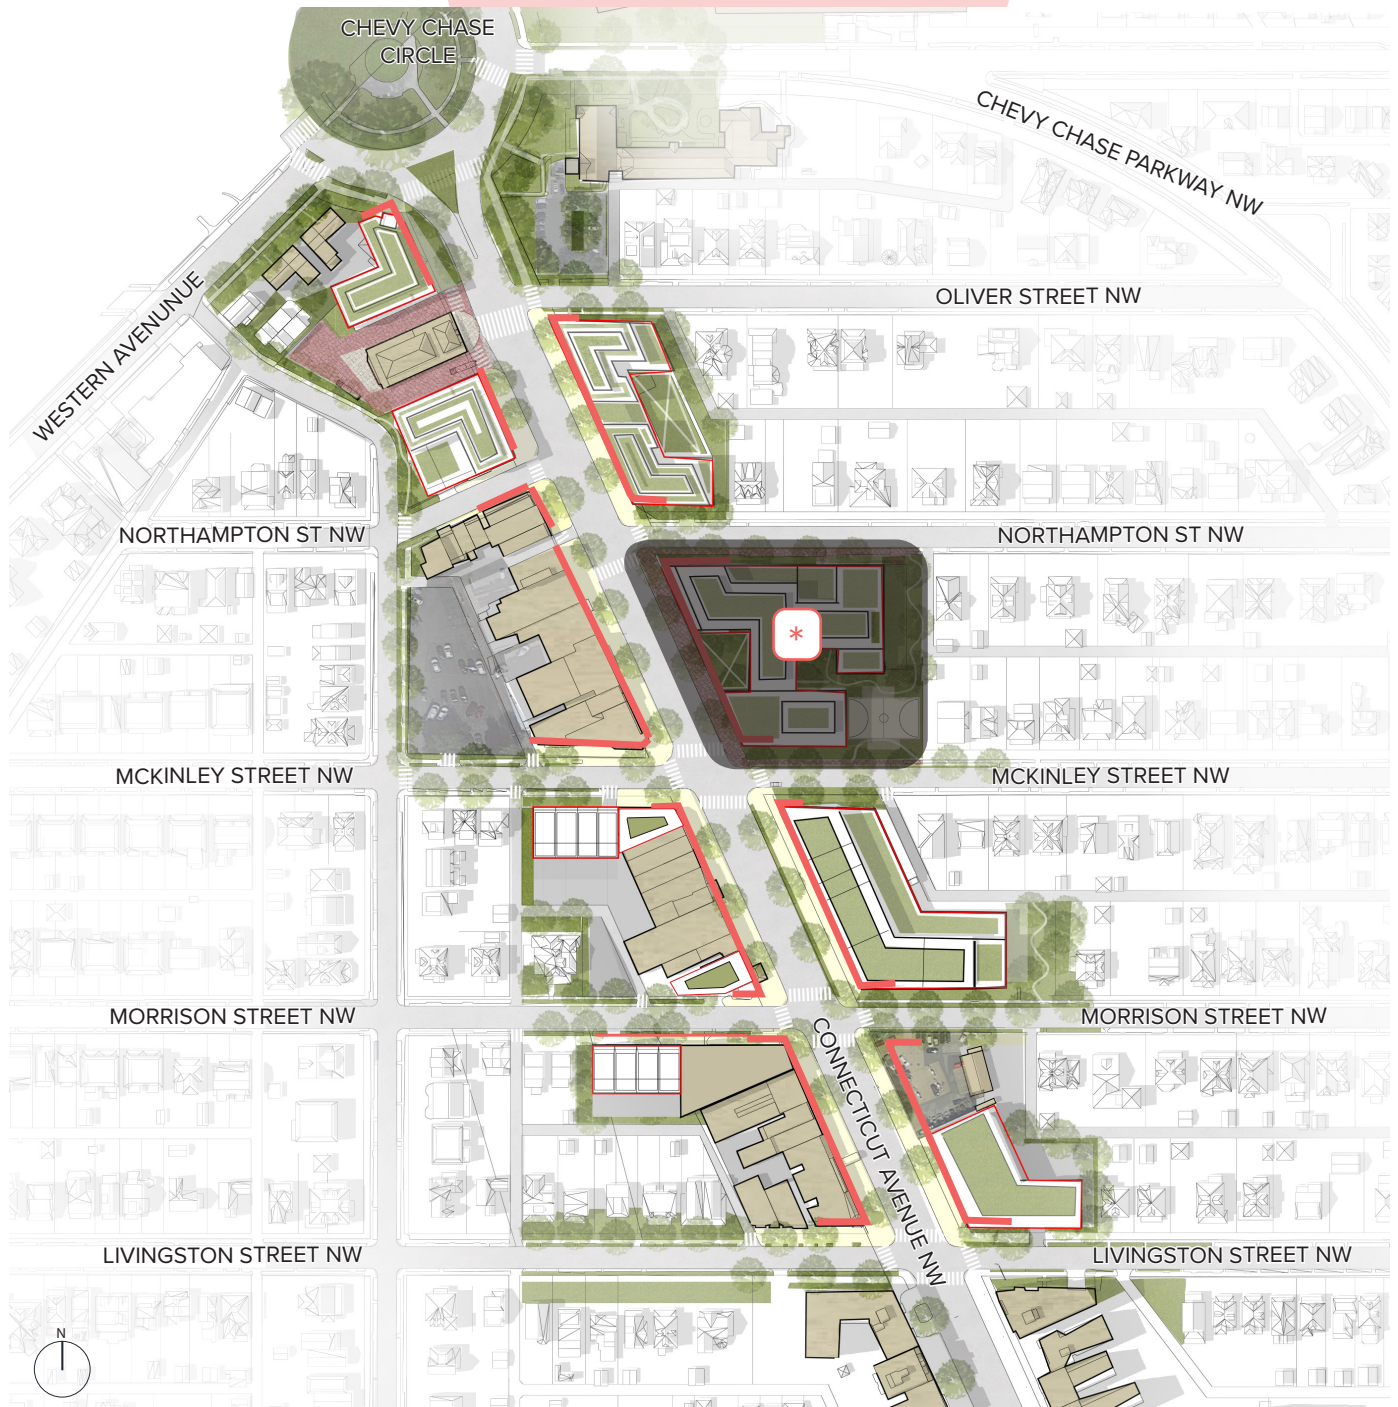 CHEVY CHASE
CIRCLE
CHEVY CHASE PARKWAY NW
WESTERN AVENUNUE
OLIVER STREET NW
NORTHAMPTON ST NW
NORTHAMPTON ST NW
*
MCKINLEY STREET NW
MCKINLEY STREET NW
MORRISON STREET NW
MORRISON STREET NW
CONNECTICUT AVENUE NW
LIVINGSTON STREET NW
LIVINGSTON STREET NW
N